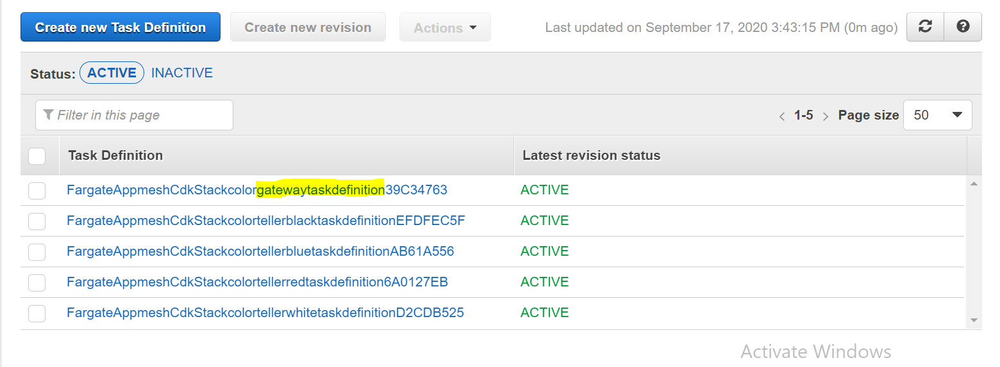 Create new Task Definition Create new revision Actions Last updated on September 17, 2020 3:43:15 PM (0m ago)
Status: ACTIVE INACTIVE
Filter in this page 1-5 Page size 50
Task Definition Latest revision status
FargateAppmeshCdkStackcolorgatewaytaskdefinition39C34763 ACTIVE
FargateAppmeshCdkStackcolortellerblacktaskdefinitionEFDFEC5F ACTIVE
FargateAppmeshCdkStackcolortellerbluetaskdefinitionAB61A556 ACTIVE
FargateAppmeshCdkStackcolortellerredtaskdefinition6A0127EB ACTIVE
FargateAppmeshCdkStackcolortellerwhitetaskdefinitionD2CDB525 ACTIVE
Activate Windows